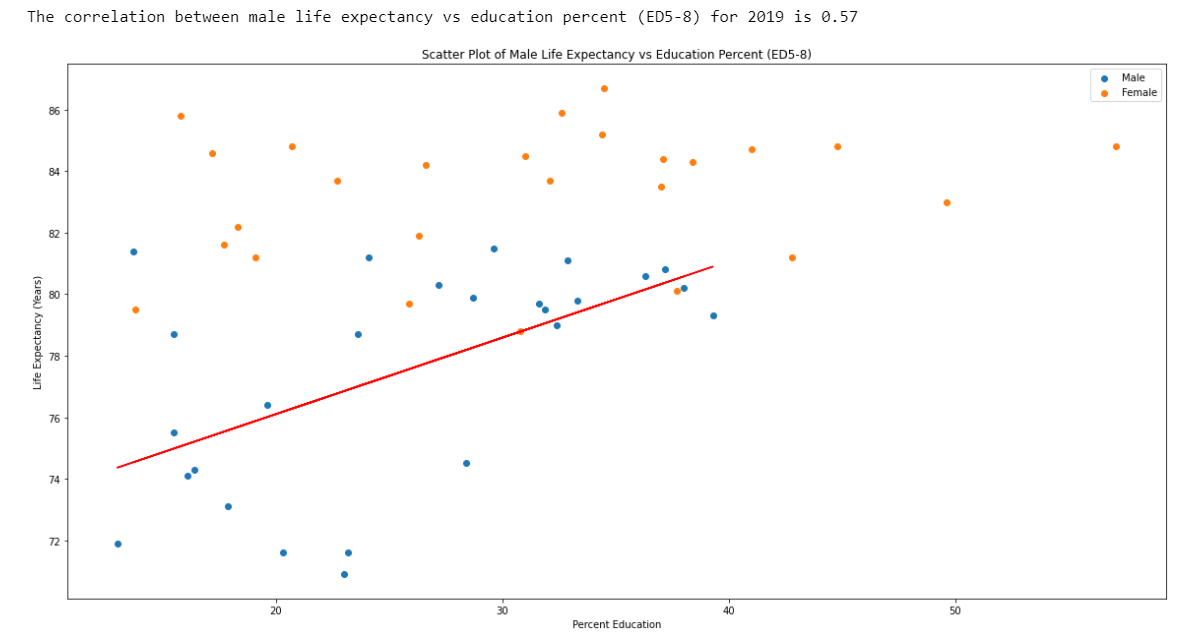 The correlation between male life expectancy vs education percent (ED5-8) for 2019 is 0.57
Scatter Plot of Male Life Expectancy vs Education Percent (ED5-8)
Male
Female
86
84
82
80
78
76
74
72
Life Expectancy (Years)
20 30 40 50
Percent Education